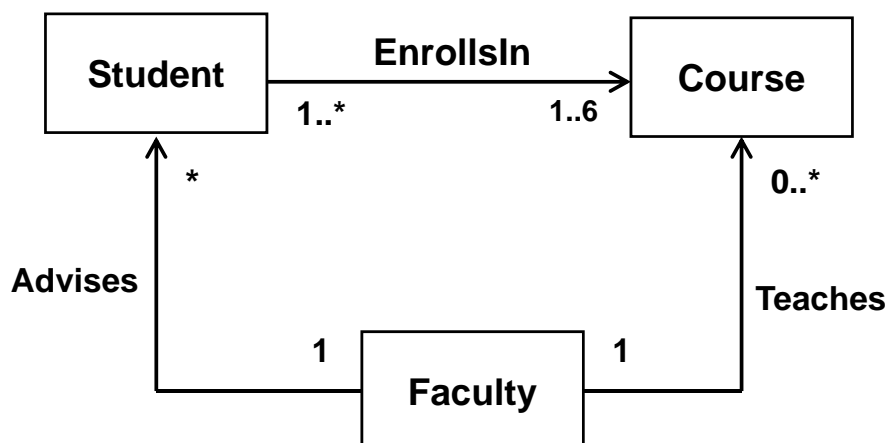 Student
EnrollsIn
Course
1..*
1..6
*
0..*
Advises
Teaches
1
1
Faculty